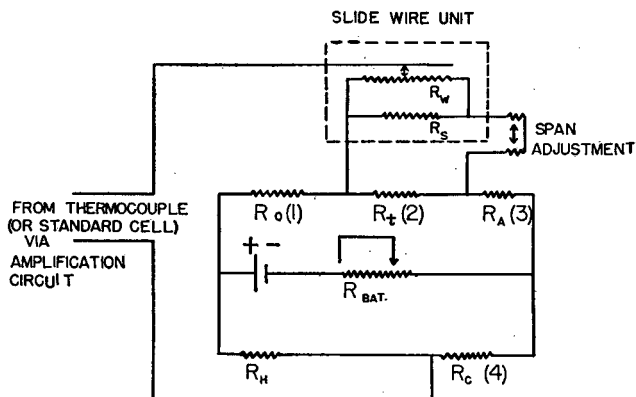 SLIDE WIRE UNIT
R_W
R_S
SPAN
ADJUSTMENT
FROM THERMOCOUPLE
(OR STANDARD CELL)
VIA
AMPLIFICATION
CIRCUIT
R_O (1)
R_t (2)
R_A (3)
+ -
R_BAT.
R_H
R_C (4)